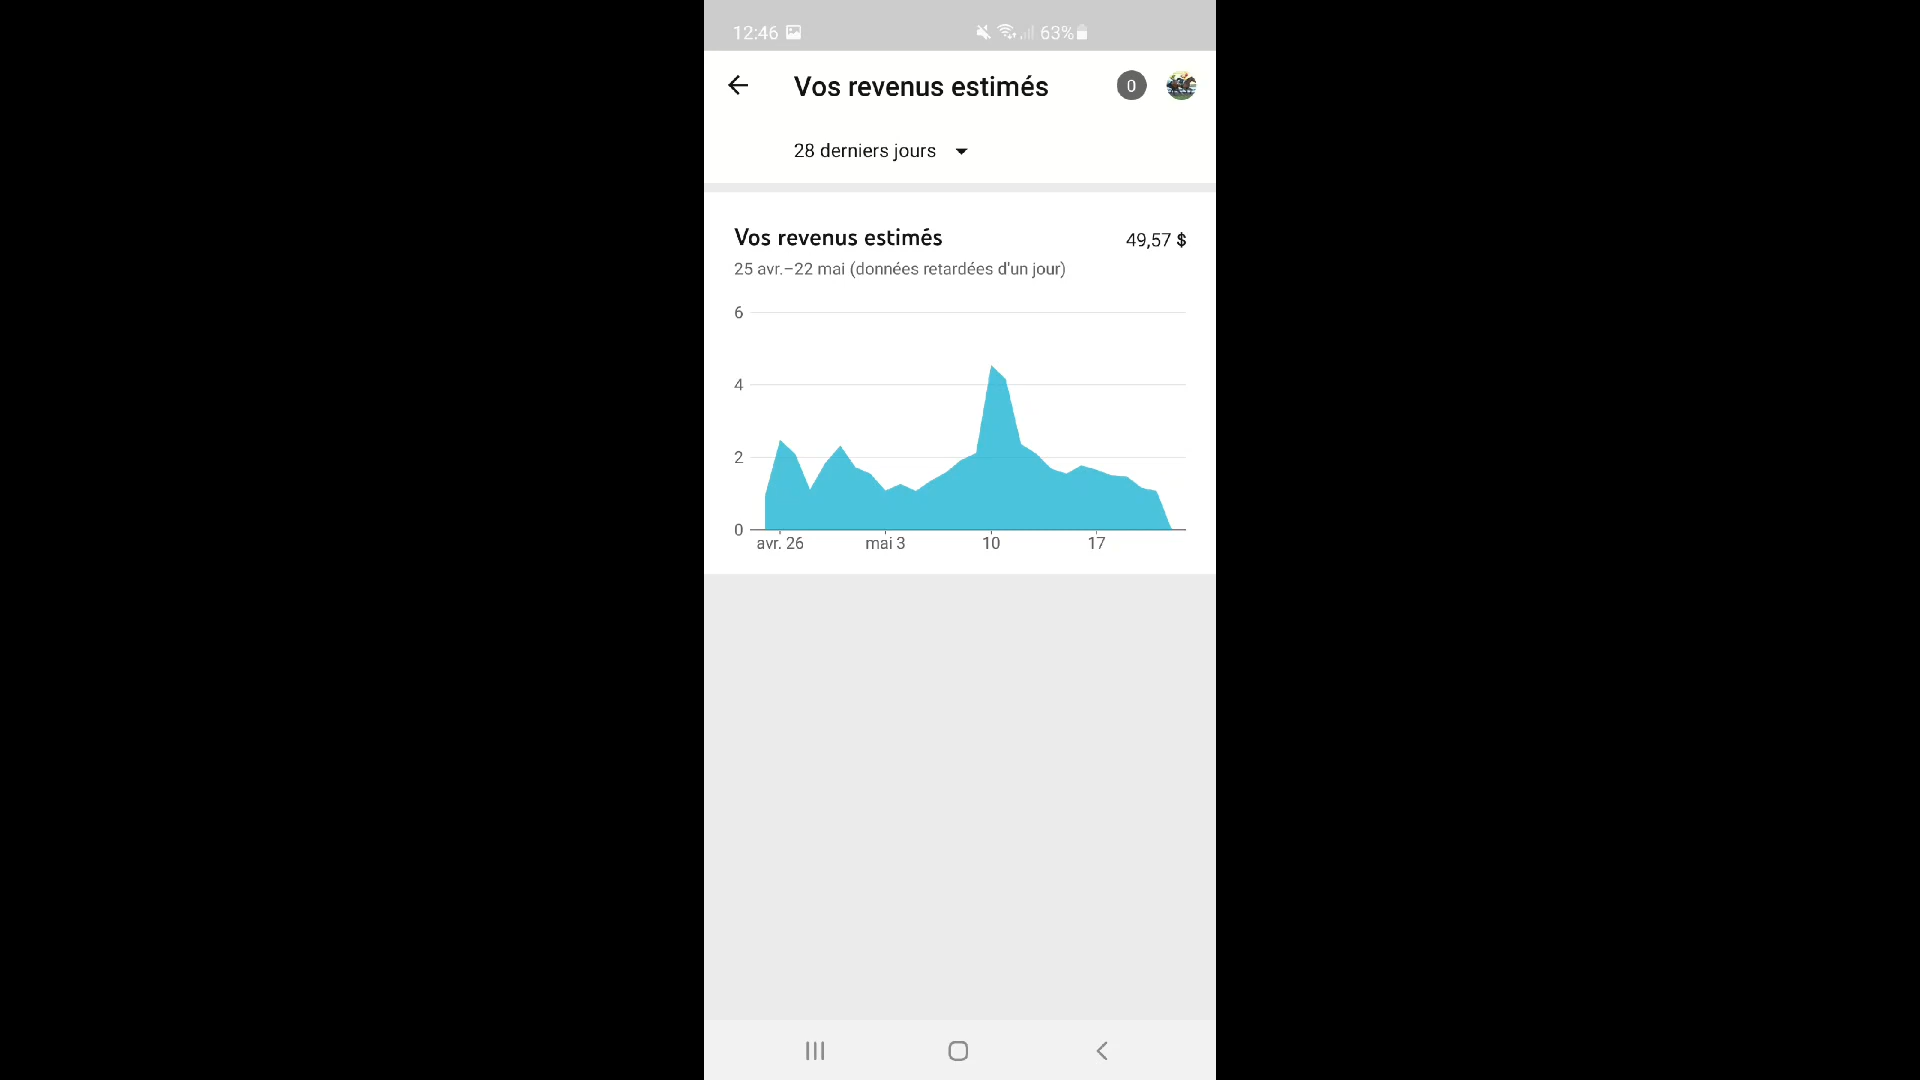 12:46
63%
Vos revenus estimés
0
28 derniers jours
Vos revenus estimés
49,57 $
25 avr.–22 mai (données retardées d'un jour)
6
4
2
0
avr. 26
mai 3
10
17